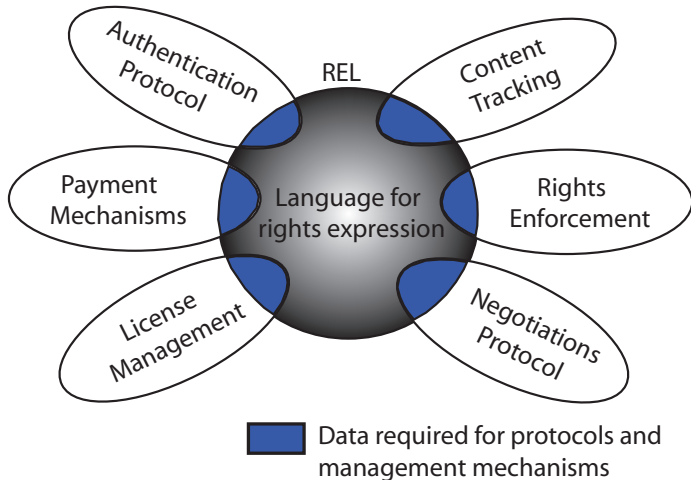 Authentication
Protocol
REL
Content
Tracking
Payment
Mechanisms
Language for
rights expression
Rights
Enforcement
License
Management
Negotiations
Protocol
Data required for protocols and
management mechanisms